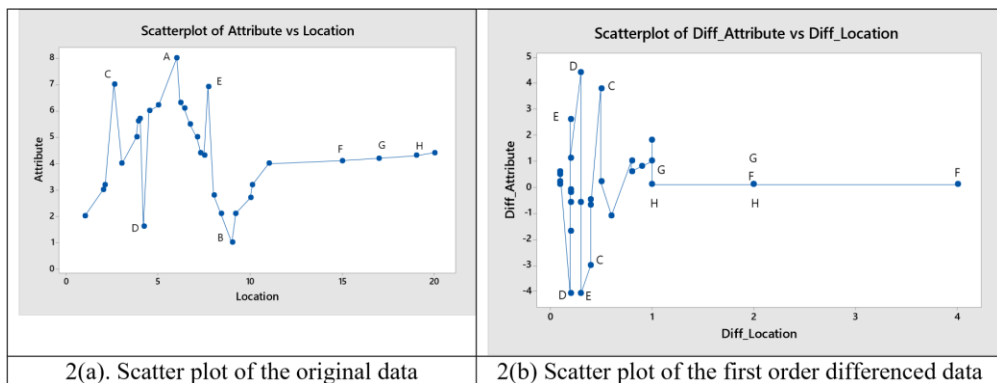 Scatterplot of Attribute vs Location
8
7
6
5
4
3
2
1
0
Attribute
A
C
E
D
B
F
G
H
0
5
10
15
20
Location
Scatterplot of Diff_Attribute vs Diff_Location
5
4
3
2
1
0
-1
-2
-3
-4
Diff_Attribute
D
C
E
G
G
F
F
H
H
C
D
E
0
1
2
3
4
Diff_Location
2(a). Scatter plot of the original data
2(b) Scatter plot of the first order differenced data